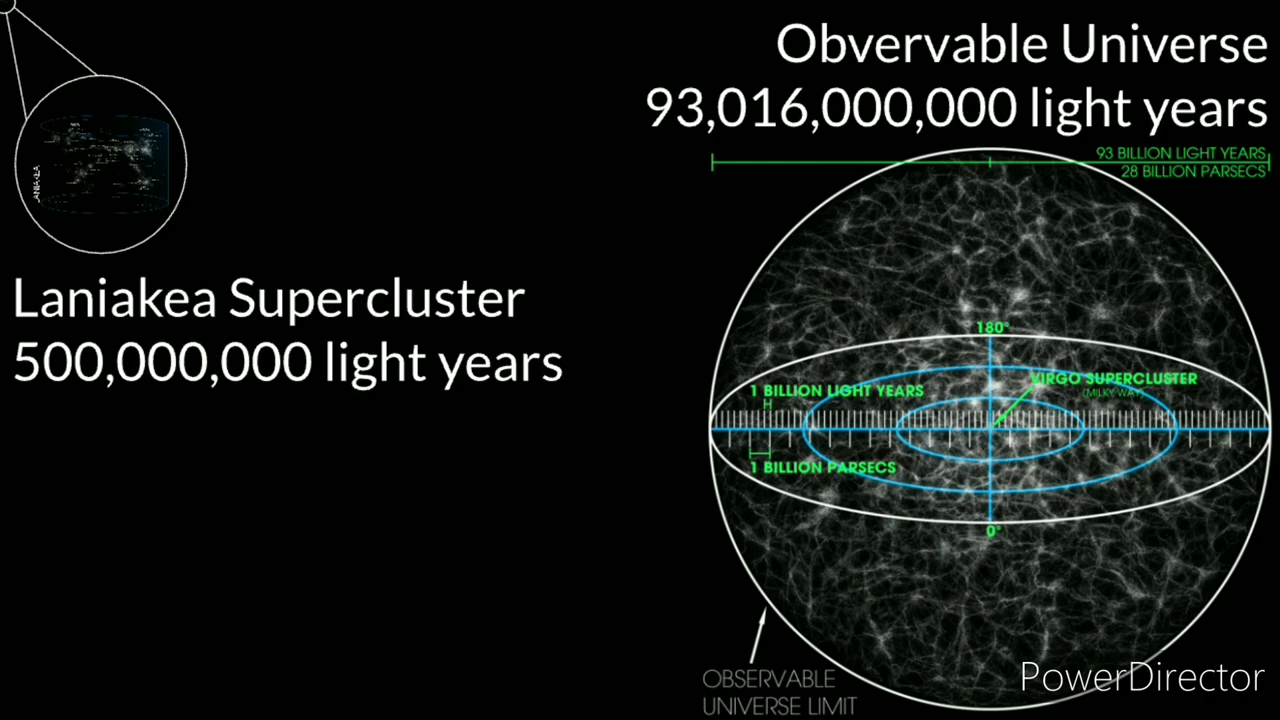 Obvervable Universe
93,016,000,000 light years
93 BILLION LIGHT YEARS
28 BILLION PARSECS
LANIAKEA
Laniakea Supercluster
500,000,000 light years
180°
VIRGO SUPERCLUSTER
(MILKY WAY)
1 BILLION LIGHT YEARS
1 BILLION PARSECS
0°
OBSERVABLE
UNIVERSE LIMIT
PowerDirector